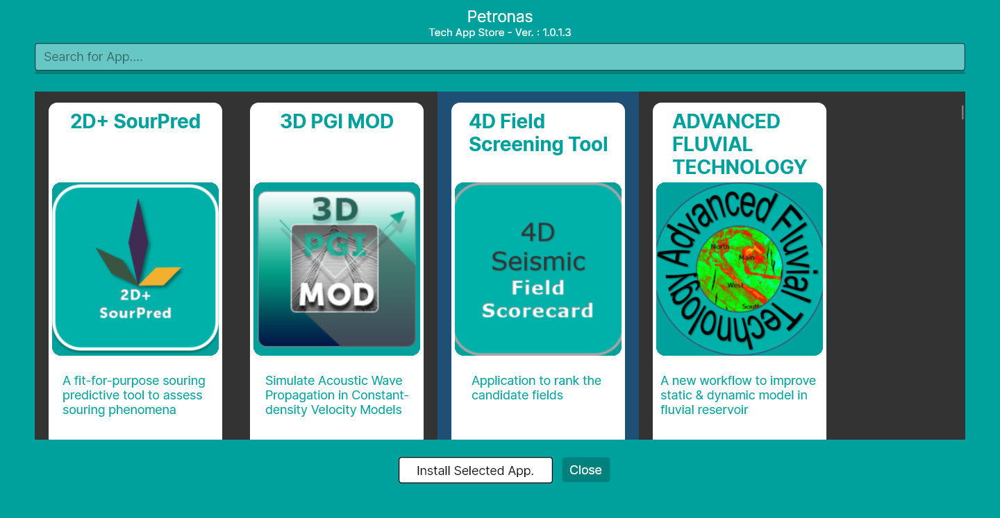 Petronas
Tech App Store - Ver. : 1.0.1.3
Search for App....
2D+ SourPred
3D PGI MOD
4D Field
Screening Tool
ADVANCED
FLUVIAL
TECHNOLOGY
2D+
SourPred
3D
PGI
MOD
4D
Seismic
Field
Scorecard
Advanced Fluvial Technology
North
Main
West
South
A fit-for-purpose souring
predictive tool to assess
souring phenomena
Simulate Acoustic Wave
Propagation in Constant-
density Velocity Models
Application to rank the
candidate fields
A new workflow to improve
static & dynamic model in
fluvial reservoir
Install Selected App.
Close